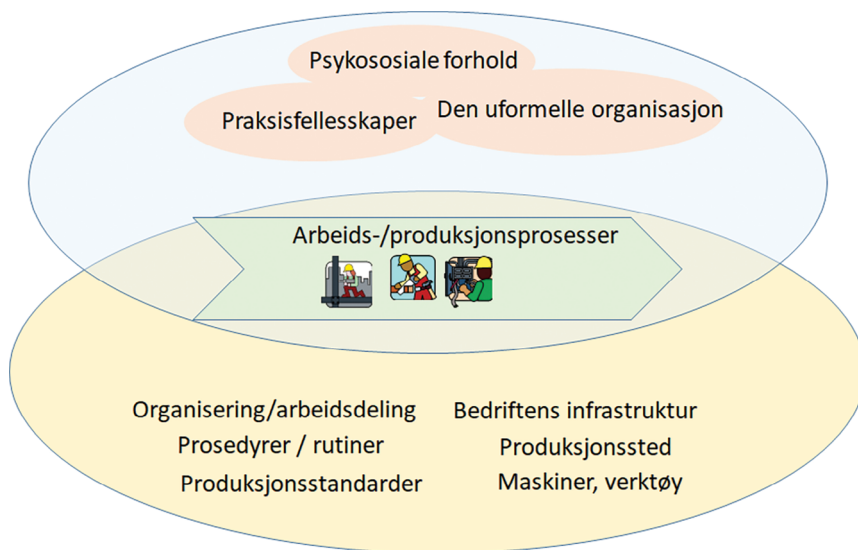 Psykososiale forhold
Praksisfellesskaper
Den uformelle organisasjon
Arbeids-/produksjonsprosesser
Organisering/arbeidsdeling
Bedriftens infrastruktur
Prosedyrer / rutiner
Produksjonssted
Produksjonsstandarder
Maskiner, verktøy